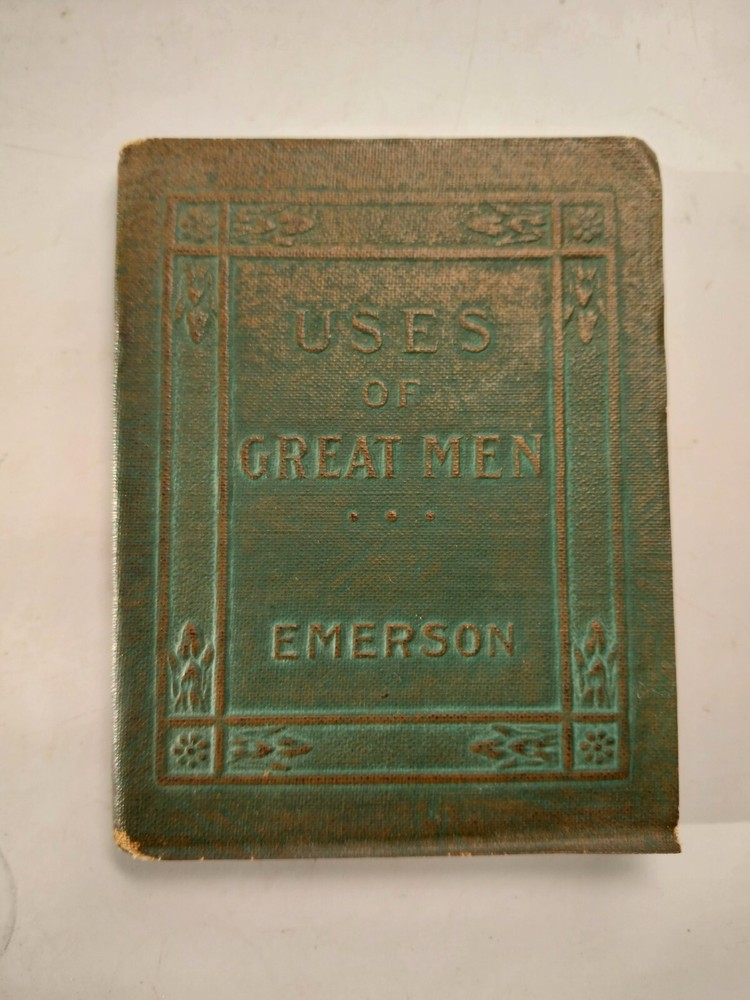 USES
OF
GREAT MEN
EMERSON